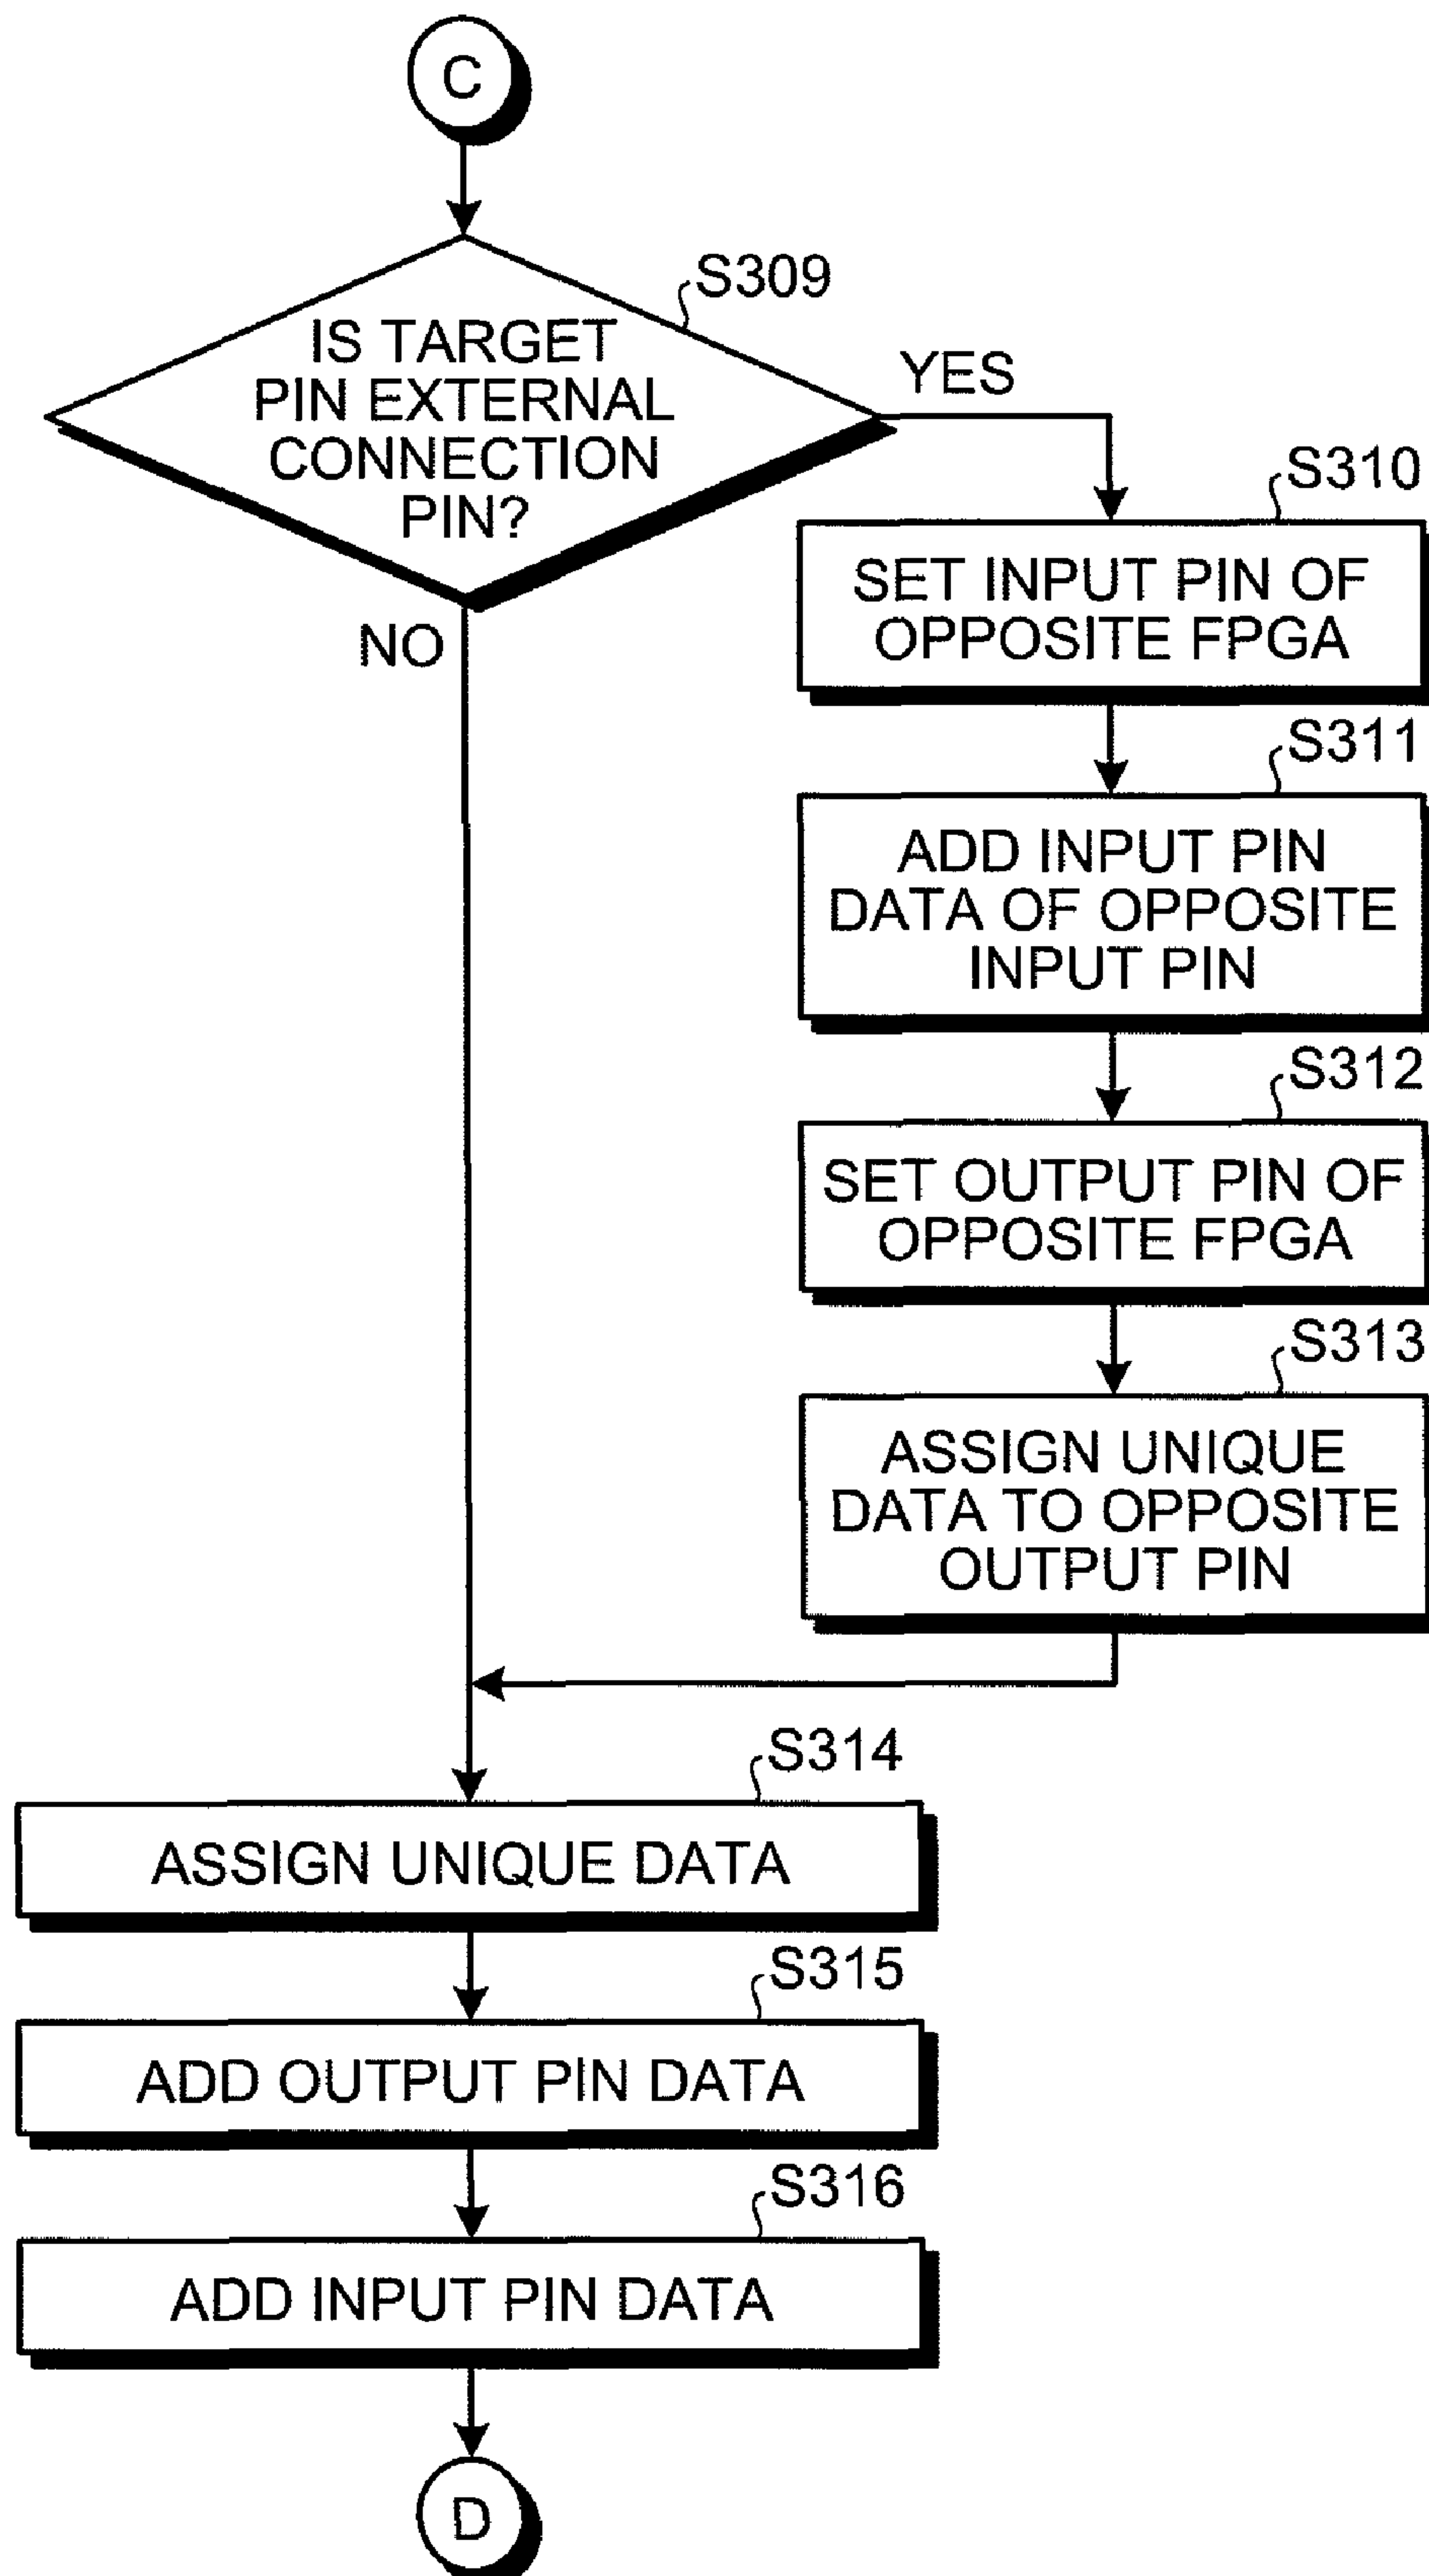 C
S309
IS TARGET
PIN EXTERNAL
CONNECTION
PIN?
YES
NO
S310
SET INPUT PIN OF
OPPOSITE FPGA
S311
ADD INPUT PIN
DATA OF OPPOSITE
INPUT PIN
S312
SET OUTPUT PIN OF
OPPOSITE FPGA
S313
ASSIGN UNIQUE
DATA TO OPPOSITE
OUTPUT PIN
S314
ASSIGN UNIQUE DATA
S315
ADD OUTPUT PIN DATA
S316
ADD INPUT PIN DATA
D